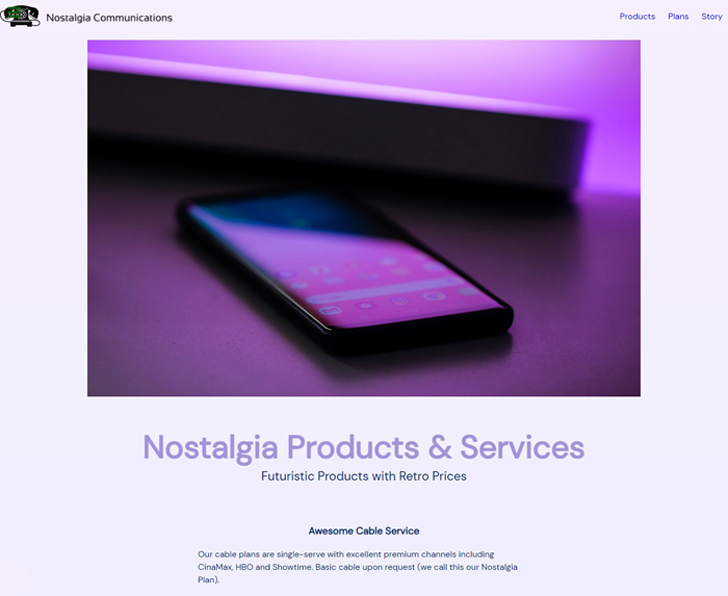 Nostalgia Communications
Products Plans Story
Nostalgia Products & Services
Futuristic Products with Retro Prices
Awesome Cable Service
Our cable plans are single-serve with excellent premium channels including
CinaMax, HBO and Showtime. Basic cable upon request (we call this our Nostalgia
Plan).